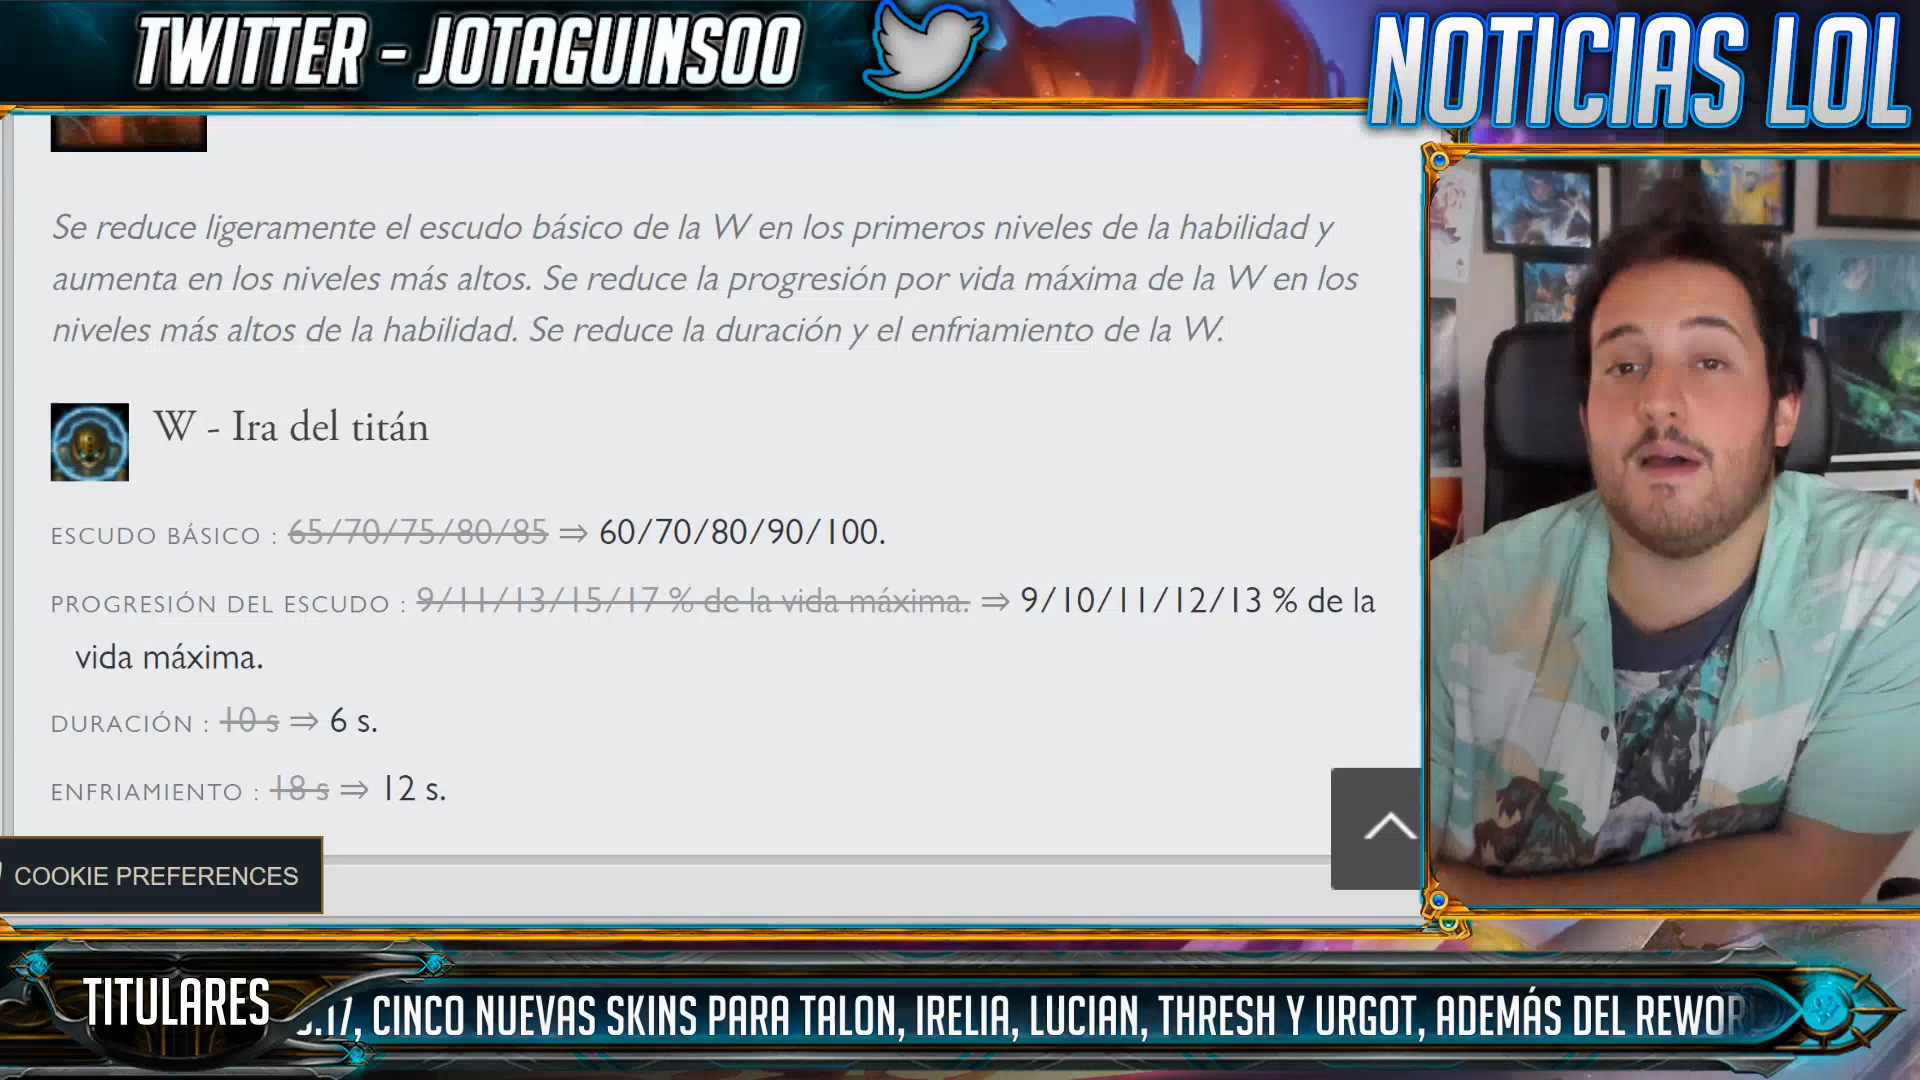 TWITTER - JOTAGUINSOO
NOTICIAS LOL
Se reduce ligeramente el escudo básico de la W en los primeros niveles de la habilidad y
aumenta en los niveles más altos. Se reduce la progresión por vida máxima de la W en los
niveles más altos de la habilidad. Se reduce la duración y el enfriamiento de la W.
W - Ira del titán
ESCUDO BÁSICO : 65/70/75/80/85 ⇒ 60/70/80/90/100.
PROGRESIÓN DEL ESCUDO : 9/11/13/15/17 % de la vida máxima. ⇒ 9/10/11/12/13 % de la
vida máxima.
DURACIÓN : 10 s ⇒ 6 s.
ENFRIAMIENTO : 18 s ⇒ 12 s.
COOKIE PREFERENCES
TITULARES
.17, CINCO NUEVAS SKINS PARA TALON, IRELIA, LUCIAN, THRESH Y URGOT, ADEMÁS DEL REWOR